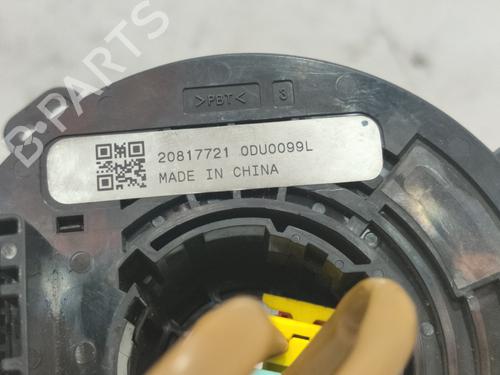 B-PARTS
>PBT< 3
20817721 0DU0099L
MADE IN CHINA